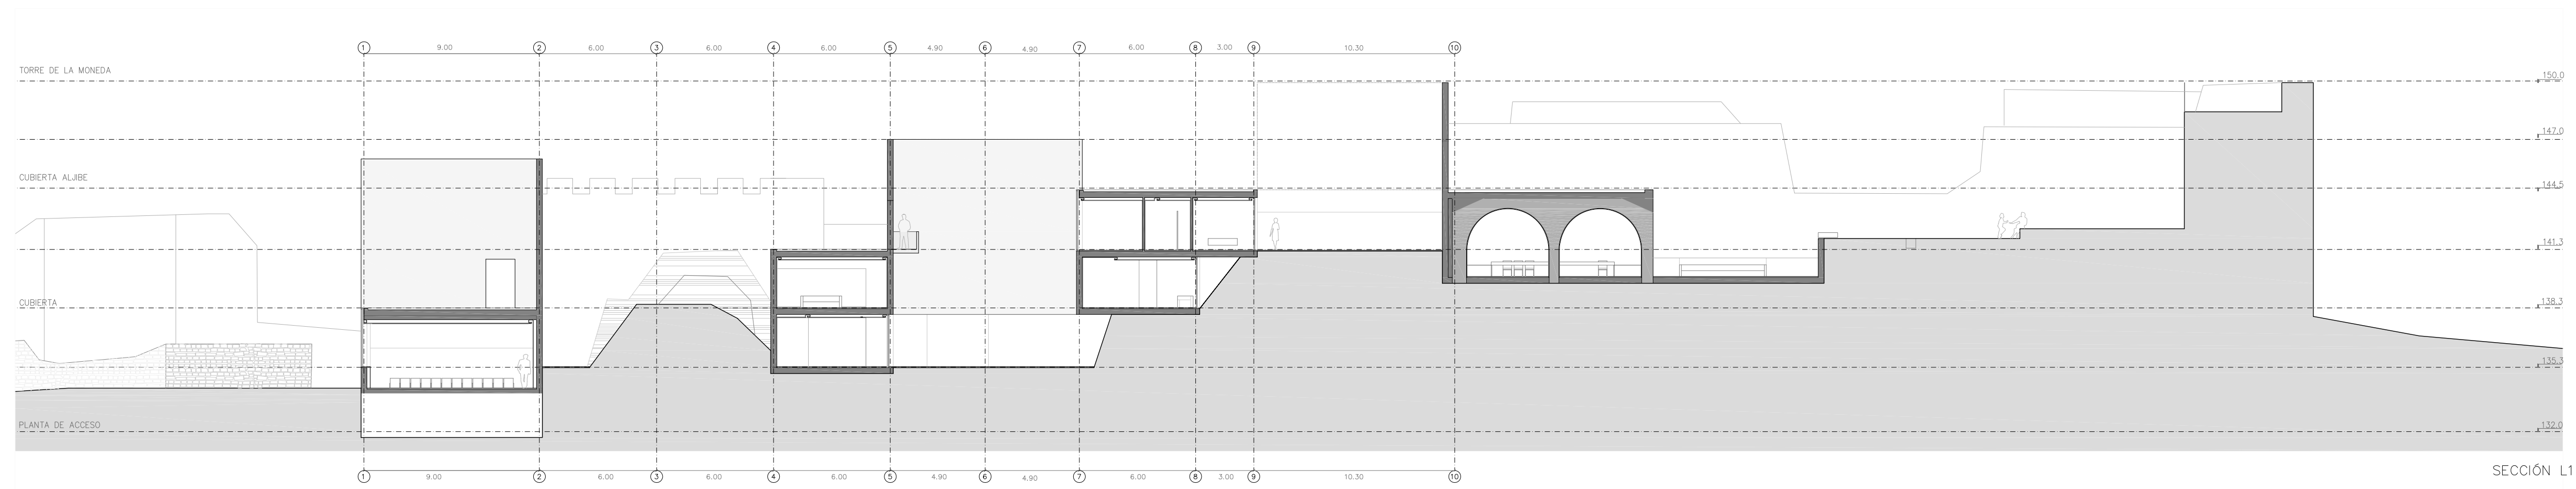 1 9.00 2 6.00 3 6.00 4 6.00 5 4.90 6 4.90 7 6.00 8 3.00 9 10.30 10
TORRE DE LA MONEDA 150.0
147.0
CUBIERTA ALJIBE 144.5
141.3
CUBIERTA 138.3
135.3
PLANTA DE ACCESO 132.0
1 9.00 2 6.00 3 6.00 4 6.00 5 4.90 6 4.90 7 6.00 8 3.00 9 10.30 10
SECCIÓN L1